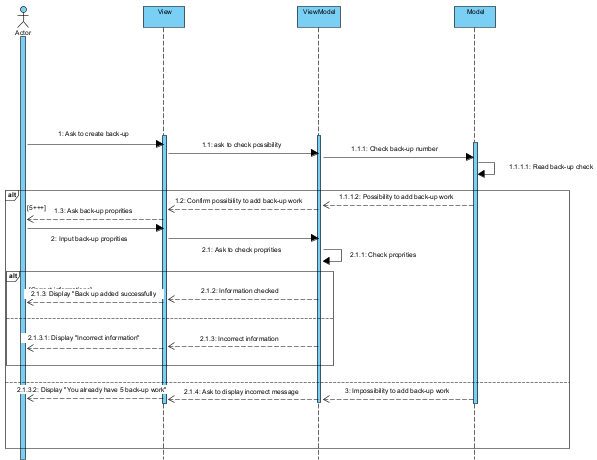 View
ViewModel
Model
Actor
1: Ask to create back-up
1.1: ask to check possibility
1.1.1: Check back-up number
1.1.1.1: Read back-up check
alt
1.1.1.2: Possibility to add back-up work
1.2: Confirm possibility to add back-up work
[5+++]
1.3: Ask back-up proprities
2: Input back-up proprities
2.1: Ask to check proprities
2.1.1: Check proprities
alt
2.1.2: Information checked
2.1.3: Display "Back up added successfully
2.1.3: Incorrect information
2.1.3.1: Display "Incorrect information"
3: Impossibility to add back-up work
2.1.4: Ask to display incorrect message
2.1.3.2: Display "You already have 5 back-up work"